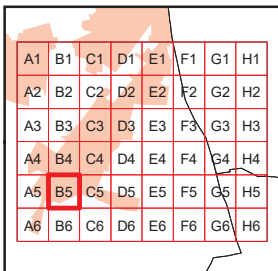 A1 B1 C1 D1 E1 F1 G1 H1
A2 B2 C2 D2 E2 F2 G2 H2
A3 B3 C3 D3 E3 F3 G3 H3
A4 B4 C4 D4 E4 F4 G4 H4
A5 B5 C5 D5 E5 F5 G5 H5
A6 B6 C6 D6 E6 F6 G6 H6